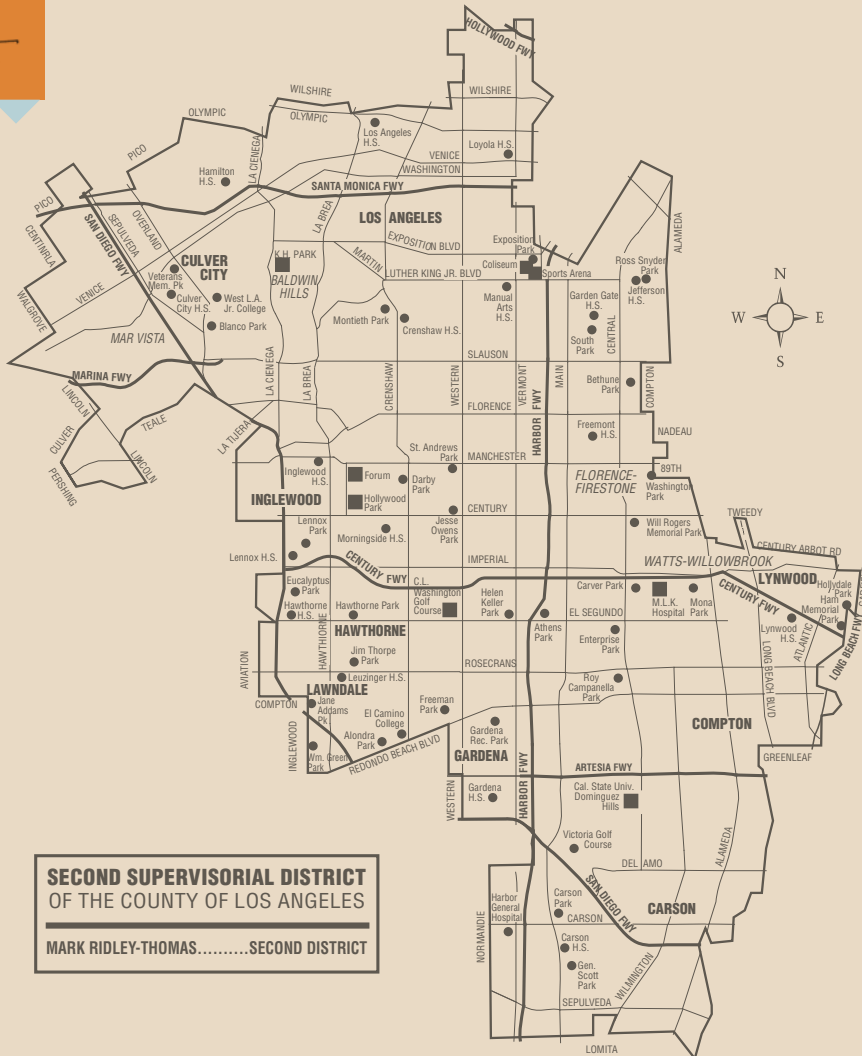 HOLLYWOOD FWY
WILSHIRE
WILSHIRE
OLYMPIC
OLYMPIC
PICO
LA CIENEGA
Los Angeles
H.S.
Loyola H.S.
VENICE
WASHINGTON
Hamilton
H.S.
SANTA MONICA FWY
PICO
CENTINRLA
SAN DIEGO FWY
SEPULVEDA
OVERLAND
LA BREA
LOS ANGELES
ALAMEDA
EXPOSITION BLVD
Exposition
Park
CULVER
CITY
K.H. PARK
BALDWIN
HILLS
MARTIN
LUTHER KING JR. BLVD
Coliseum
Sports Arena
Ross Snyder
Park
Jefferson
H.S.
Veterans
Mem. Pk
Culver
City H.S.
West L.A.
Jr. College
Blanco Park
VENICE
WALGROVE
MAR VISTA
Montieth Park
Crenshaw H.S.
Manual
Arts
H.S.
Garden Gate
H.S.
South
Park
CENTRAL
N
W
E
S
SLAUSON
MARINA FWY
LA CIENEGA
LA BREA
CRENSHAW
WESTERN
VERMONT
HARBOR FWY
MAIN
Bethune
Park
COMPTON
LINCOLN
CULVER
PERSHING
TEALE
LINCOLN
LA TIJERA
FLORENCE
Freemont
H.S.
NADEAU
St. Andrews
Park
MANCHESTER
89TH
Inglewood
H.S.
Forum
Darby
Park
FLORENCE-
FIRESTONE
Washington
Park
INGLEWOOD
Hollywood
Park
CENTURY
TWEEDY
Lennox
Park
Morningside H.S.
Jesse
Owens
Park
Will Rogers
Memorial Park
CENTURY ABBOT RD
Lennox H.S.
CENTURY FWY
IMPERIAL
WATTS-WILLOWBROOK
LYNWOOD
CENTURY FWY
Eucalyptus
Park
C.L.
Washington
Golf
Course
Helen
Keller
Park
Carver Park
M.L.K.
Hospital
Mona
Park
Hollydale
Park
Ham
Memorial
Park
Hawthorne
H.S.
Hawthorne Park
EL SEGUNDO
Lynwood
H.S.
LONG BEACH FWY
HAWTHORNE
HAWTHIORNE
Athens
Park
Enterprise
Park
ATLANTIC
LONG BEACH BLVD
AVIATION
Jim Thorpe
Park
ROSECRANS
Leuzinger H.S.
Roy
Campanella
Park
LAWNDALE
COMPTON
Jane
Addams
Pk.
Freeman
Park
El Camino
College
COMPTON
INGLEWOOD
Alondra
Park
Gardena
Rec. Park
Wm. Green
Park
REDONDO BEACH BLVD
GARDENA
HARBOR FWY
GREENLEAF
ARTESIA FWY
WESTERN
Gardena
H.S.
Cal. State Univ.
Dominguez
Hills
Victoria Golf
Course
DEL AMO
ALAMEDA
SAN DIEGO FWY
SECOND SUPERVISORIAL DISTRICT
OF THE COUNTY OF LOS ANGELES
MARK RIDLEY-THOMAS..........SECOND DISTRICT
Harbor
General
Hospital
NORMANDIE
Carson
Park
CARSON
CARSON
Carson
H.S.
Gen.
Scott
Park
WILMINGTON
SEPULVEDA
LOMITA